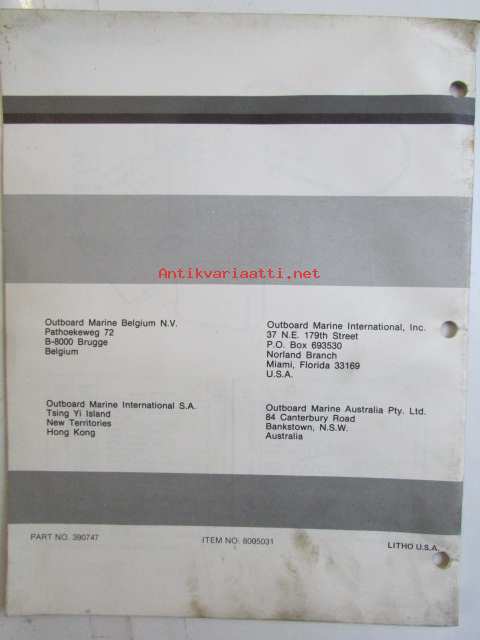 Antikvariaatti.net
Outboard Marine Belgium N.V.
Pathoekeweg 72
B-8000 Brugge
Belgium
Outboard Marine International, Inc.
37 N.E. 179th Street
P.O. Box 693530
Norland Branch
Miami, Florida 33169
U.S.A.
Outboard Marine International S.A.
Tsing Yi Island
New Territories
Hong Kong
Outboard Marine Australia Pty. Ltd.
84 Canterbury Road
Bankstown, N.S.W.
Australia
PART NO. 390747
ITEM NO: 8095031
LITHO U.S.A.